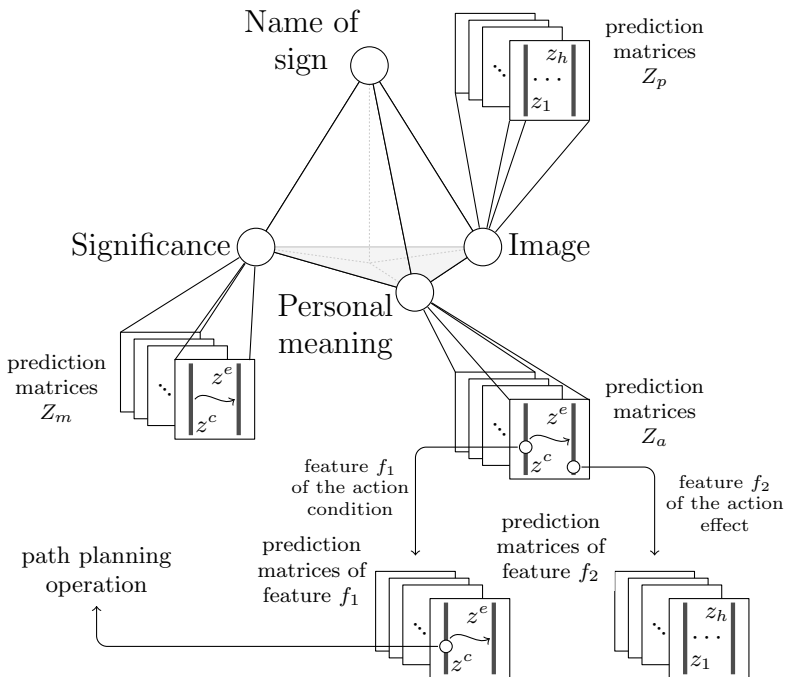 Name of
sign
prediction
matrices
Z_p
z_h
. . .
z_1
Significance
Image
Personal
meaning
prediction
matrices
Z_m
z^e
z^c
prediction
matrices
Z_a
z^e
z^c
feature f_1
of the action
condition
feature f_2
of the action
effect
prediction
matrices of
feature f_1
prediction
matrices of
feature f_2
path planning
operation
z^e
z^c
z_h
. . .
z_1